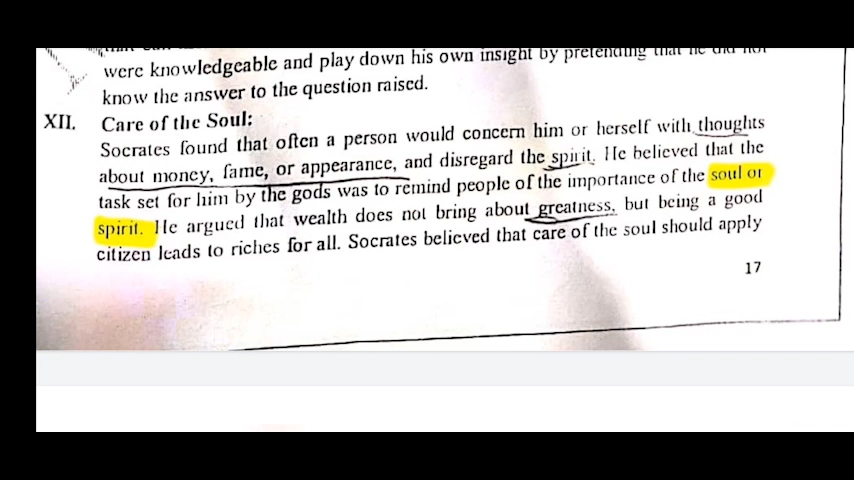 were knowledgeable and play down his own insight by pretending that he did not
know the answer to the question raised.
XII. Care of the Soul:
Socrates found that often a person would concern him or herself with thoughts
about money, fame, or appearance, and disregard the spirit. He believed that the
task set for him by the gods was to remind people of the importance of the soul or
spirit. He argued that wealth does not bring about greatness, but being a good
citizen leads to riches for all. Socrates believed that care of the soul should apply
17